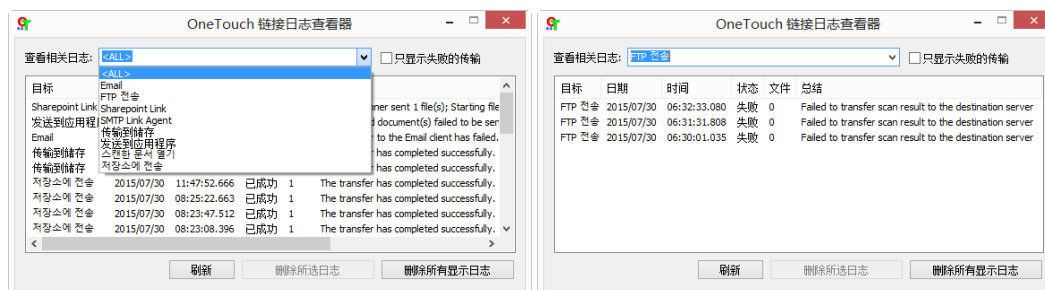 OneTouch 链接日志查看器
查看相关日志: <ALL> 只显示失败的传输
<ALL>
Email
FTP 전송
Sharepoint Link
SMTP Link Agent
传输到储存
发送到应用程序
스캔한 문서 열기
저장소에 전송
目标
Sharepoint Link ner sent 1 file(s); Starting file
发送到应用程 document(s) failed to be ser
Email to the Email client has failed.
传输到储存 has completed successfully.
传输到储存 has completed successfully.
저장소에 전송 2015/07/30 11:47:52.666 已成功 1 The transfer has completed successfully.
저장소에 전송 2015/07/30 08:25:22.663 已成功 1 The transfer has completed successfully.
저장소에 전송 2015/07/30 08:23:47.512 已成功 1 The transfer has completed successfully.
저장소에 전송 2015/07/30 08:23:08.396 已成功 1 The transfer has completed successfully.
刷新 删除所选日志 删除所有显示日志
OneTouch 链接日志查看器
查看相关日志: FTP 전송 只显示失败的传输
目标 日期 时间 状态 文件 总结
FTP 전송 2015/07/30 06:32:33.080 失败 0 Failed to transfer scan result to the destination server
FTP 전송 2015/07/30 06:31:31.808 失败 0 Failed to transfer scan result to the destination server
FTP 전송 2015/07/30 06:30:01.035 失败 0 Failed to transfer scan result to the destination server
刷新 删除所选日志 删除所有显示日志